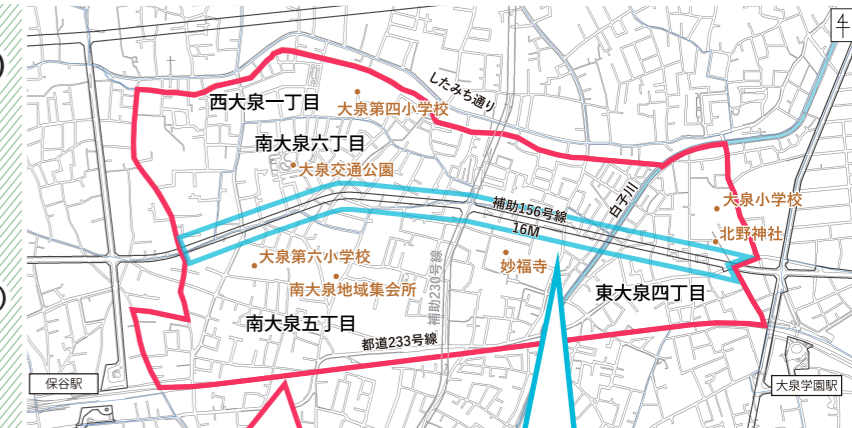 したみち通り
西大泉一丁目
大泉第四小学校
南大泉六丁目
大泉交通公園
補助156号線
16M
白子川
大泉小学校
北野神社
大泉第六小学校
妙福寺
南大泉地域集会所
補助230号線
東大泉四丁目
南大泉五丁目
都道233号線
保谷駅
大泉学園駅